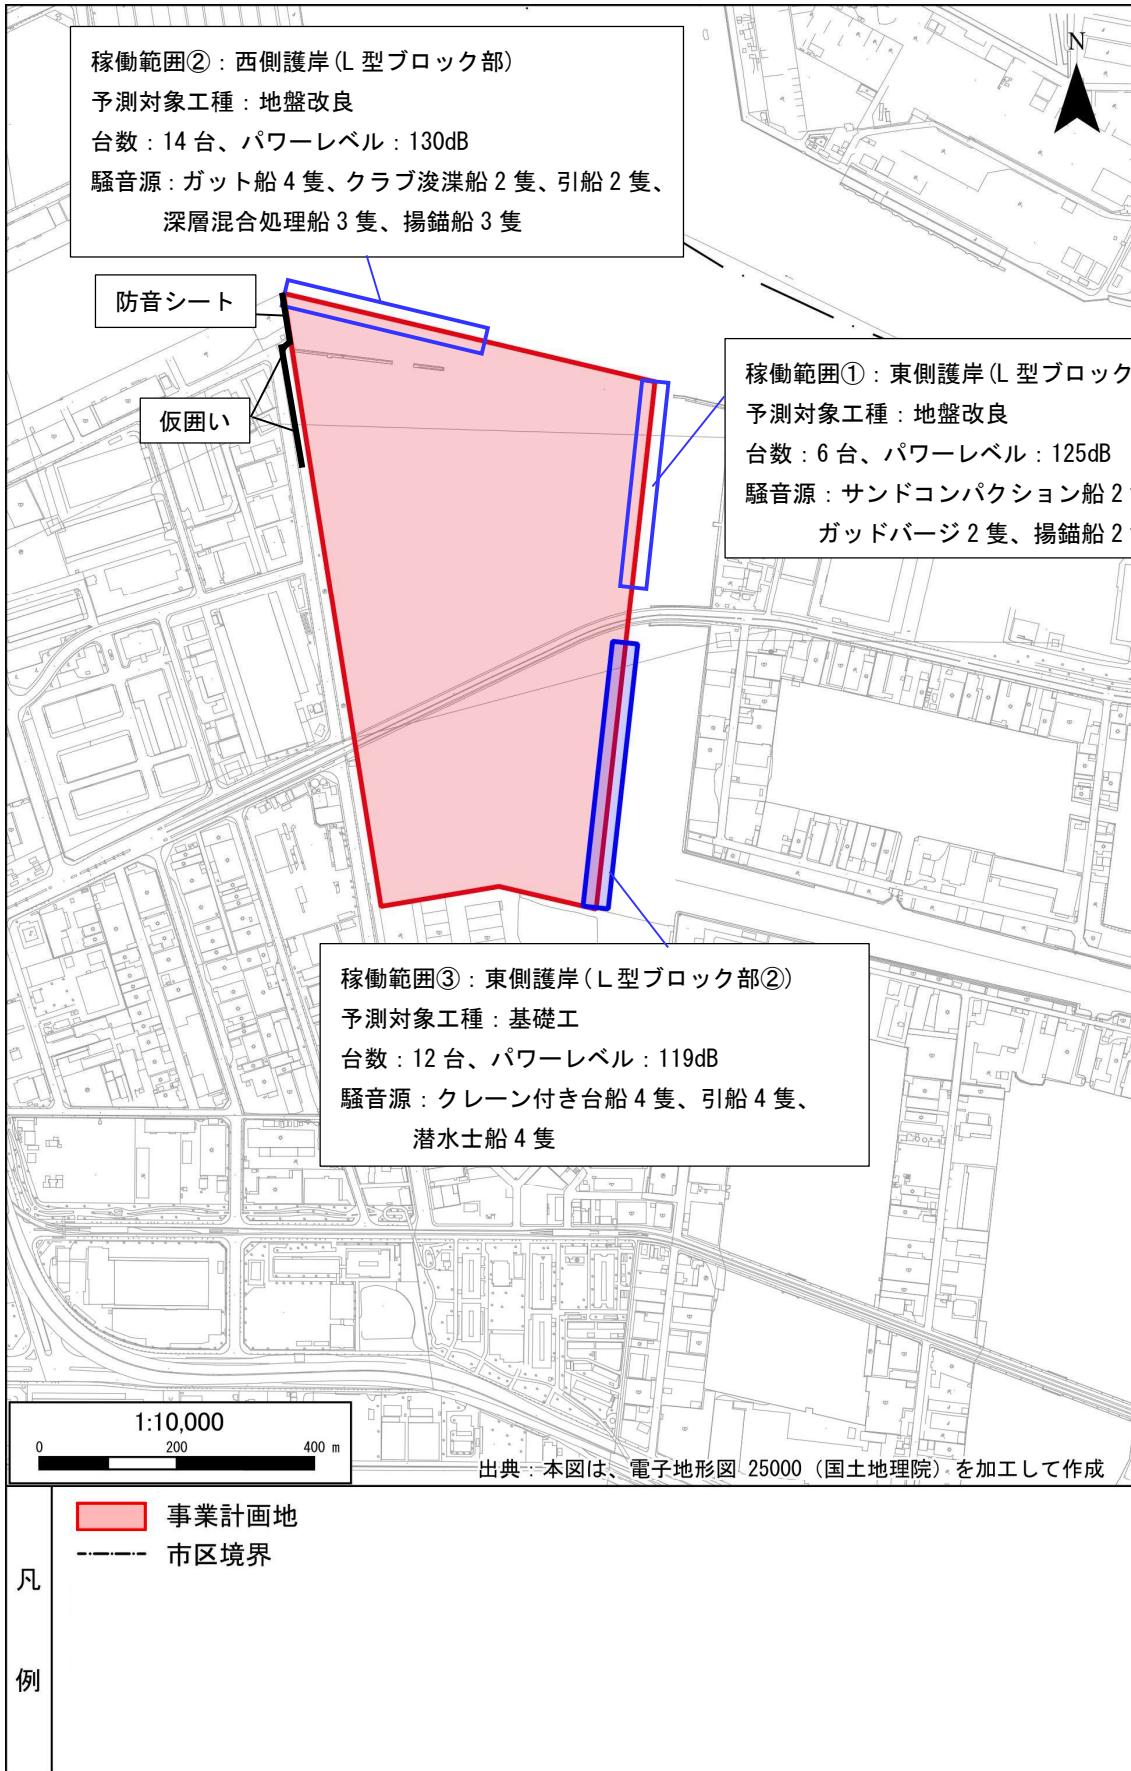 稼働範囲②：西側護岸(L 型ブロック部)
予測対象工種：地盤改良
台数：14 台、パワーレベル：130dB
騒音源：ガット船 4 隻、クラブ浚渫船 2 隻、引船 2 隻、
深層混合処理船 3 隻、揚錨船 3 隻
N
防音シート
仮囲い
稼働範囲①：東側護岸(L 型ブロック
予測対象工種：地盤改良
台数：6 台、パワーレベル：125dB
騒音源：サンドコンパクション船 2
ガッドバージ 2 隻、揚錨船 2
稼働範囲③：東側護岸(Ｌ型ブロック部②)
予測対象工種：基礎工
台数：12 台、パワーレベル：119dB
騒音源：クレーン付き台船 4 隻、引船 4 隻、
潜水士船 4 隻
1:10,000
0 200 400 m
出典：本図は、電子地形図 25000（国土地理院）を加工して作成
凡例
事業計画地
市区境界